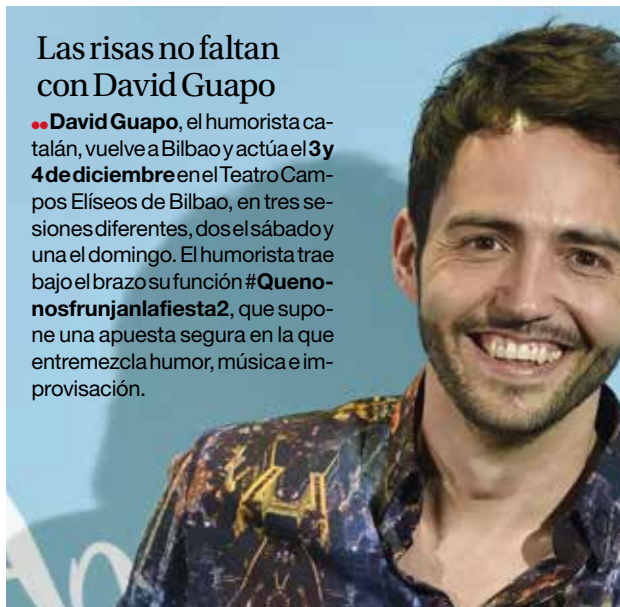 Las risas no faltan
con David Guapo
●●David Guapo, el humorista ca-
talán, vuelve a Bilbao y actúa el 3 y
4 de diciembre en el Teatro Cam-
pos Elíseos de Bilbao, en tres se-
siones diferentes, dos el sábado y
una el domingo. El humorista trae
bajo el brazo su función #Queno-
nosfrunjanlafiesta2, que supo-
ne una apuesta segura en la que
entremezcla humor, música e im-
provisación.